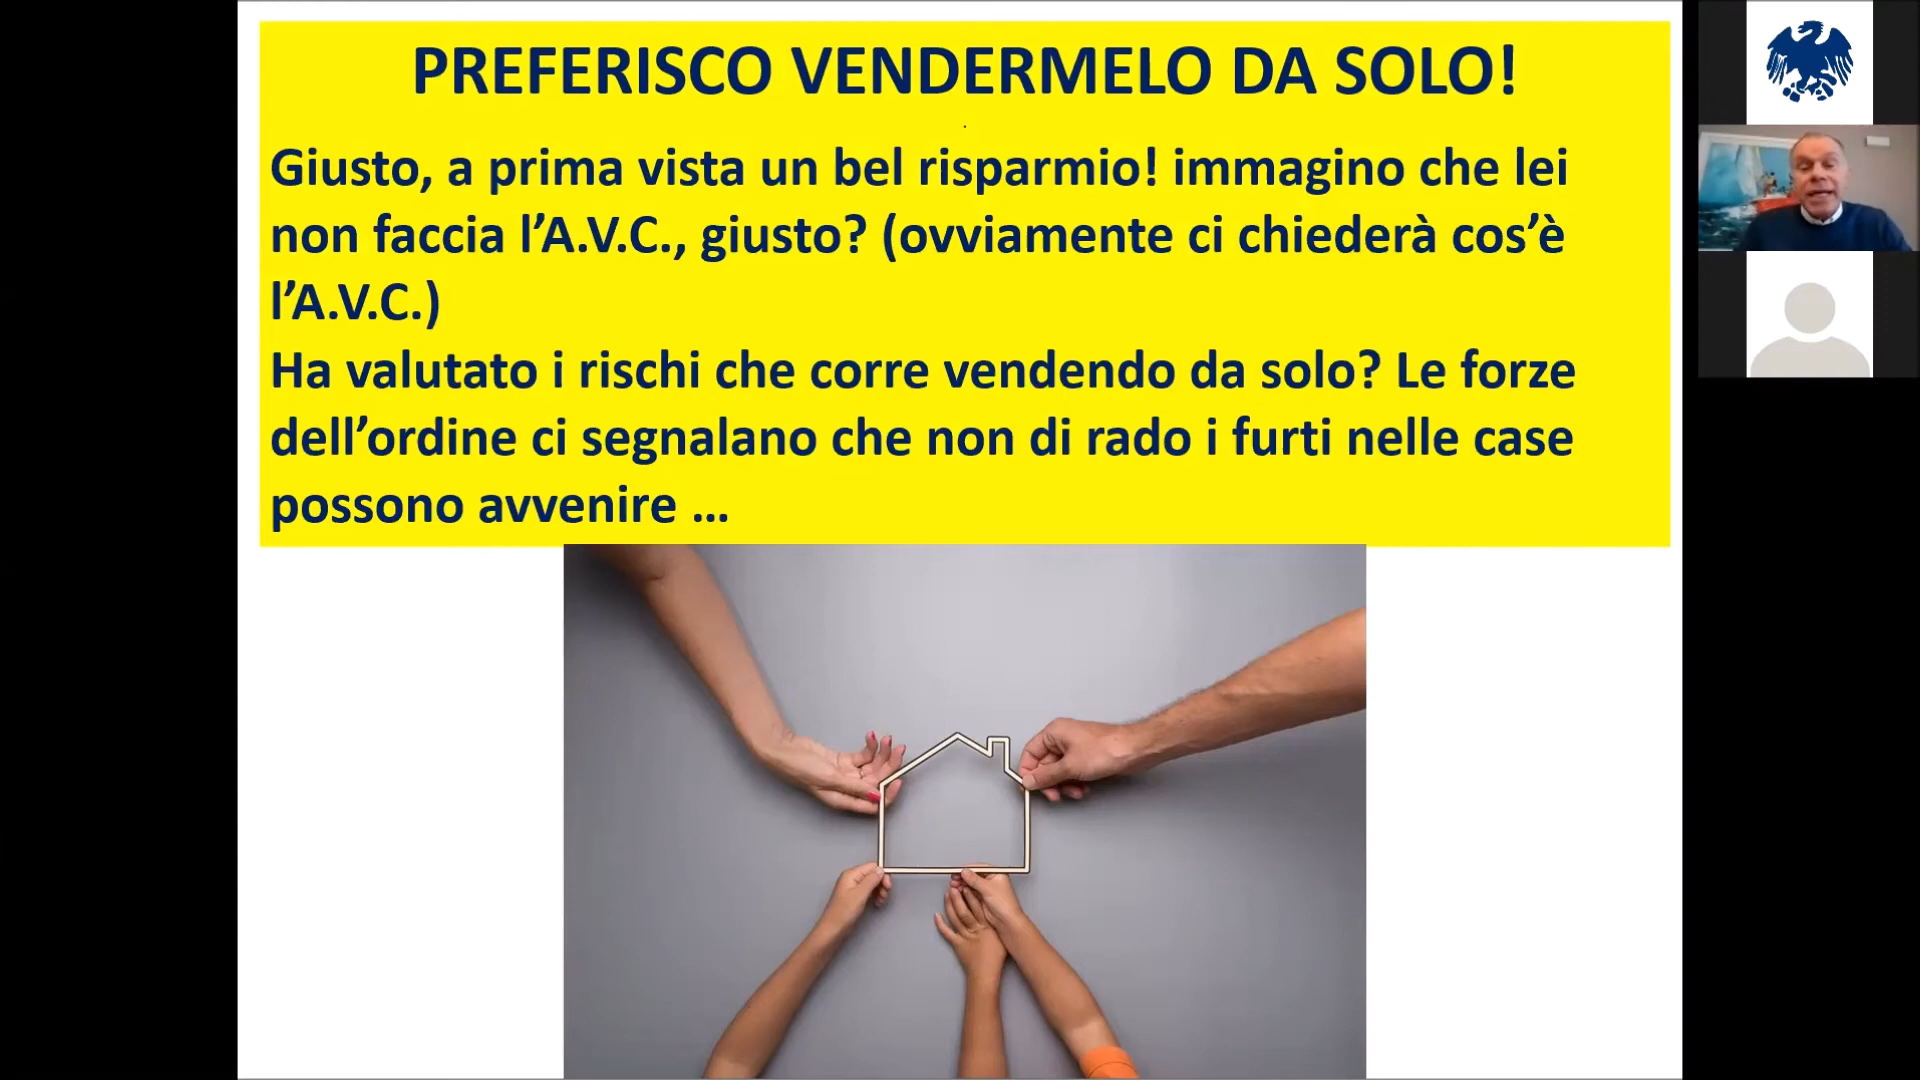 PREFERISCO VENDERMELO DA SOLO!
Giusto, a prima vista un bel risparmio! immagino che lei
non faccia l’A.V.C., giusto? (ovviamente ci chiederà cos’è
l’A.V.C.)
Ha valutato i rischi che corre vendendo da solo? Le forze
dell’ordine ci segnalano che non di rado i furti nelle case
possono avvenire ...